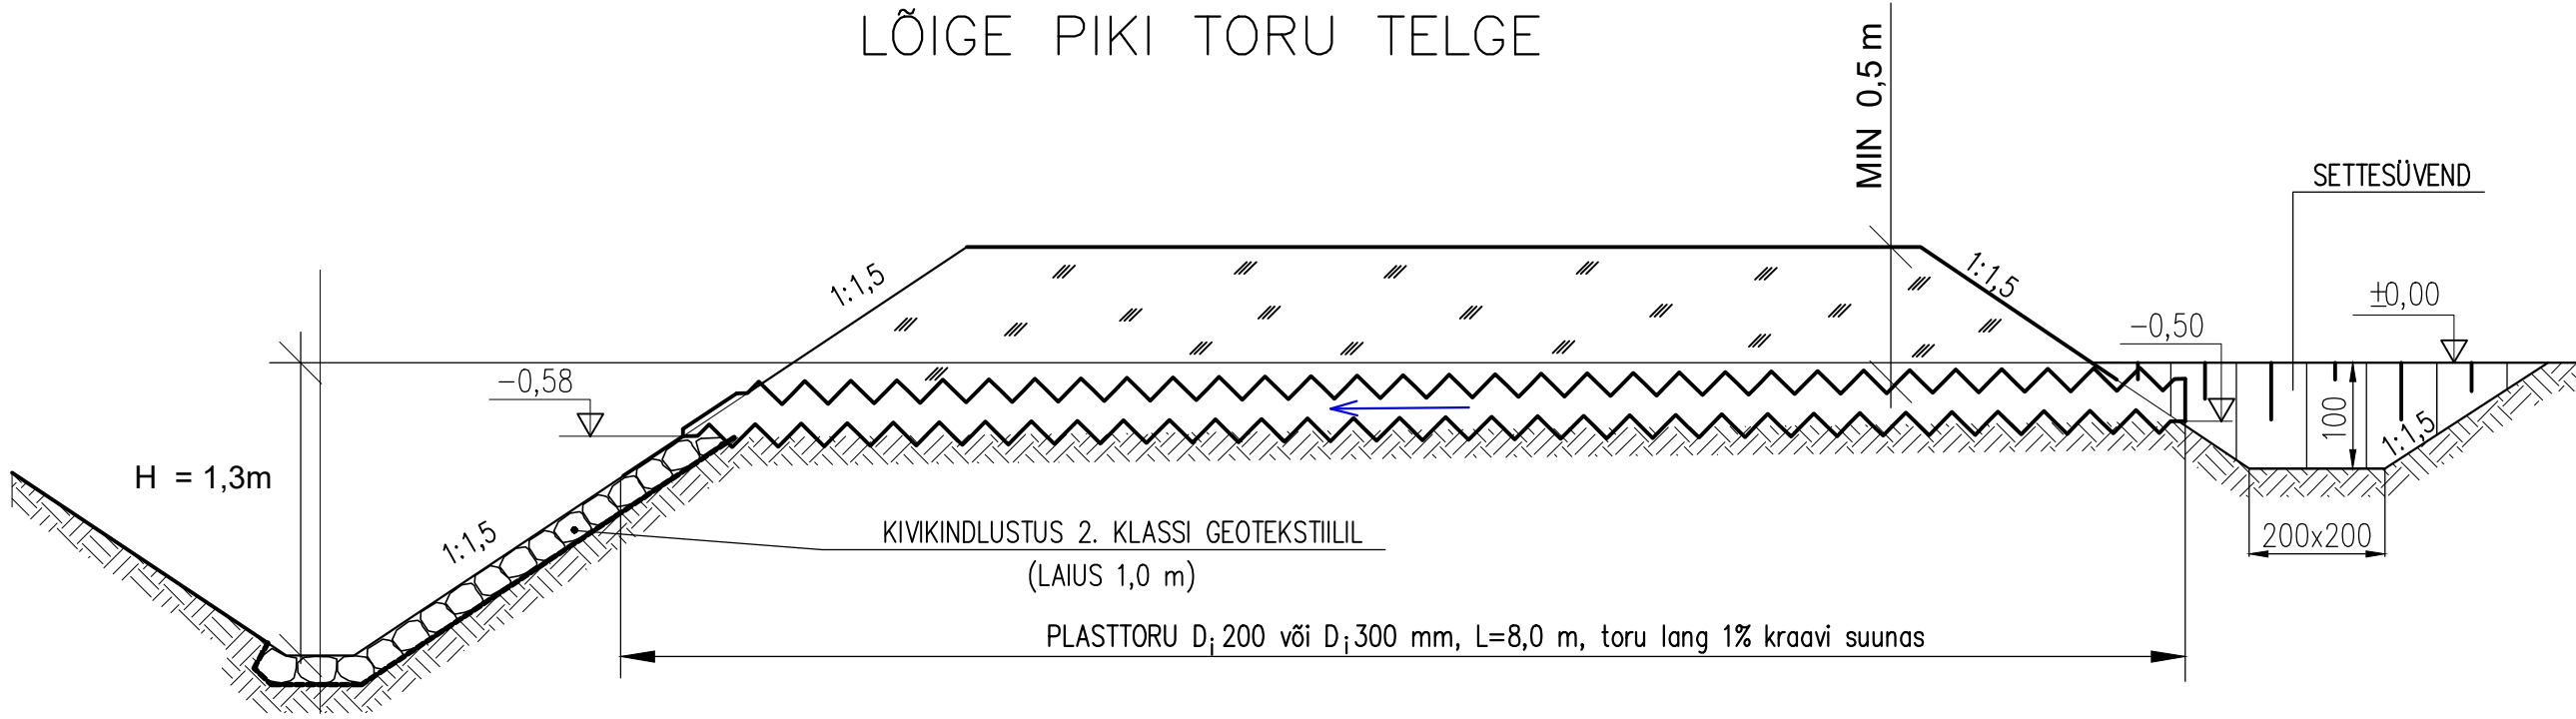 LÕIGE PIKI TORU TELGE
MIN 0,5 m
SETTESÜVEND
1:1,5
1:1,5
±0,00
-0,50
-0,58
H = 1,3m
100
1:1,5
1:1,5
KIVIKINDLUSTUS 2. KLASSI GEOTEKSTIILIL
(LAIUS 1,0 m)
200x200
PLASTTORU Di 200 või Di 300 mm, L=8,0 m, toru lang 1% kraavi suunas